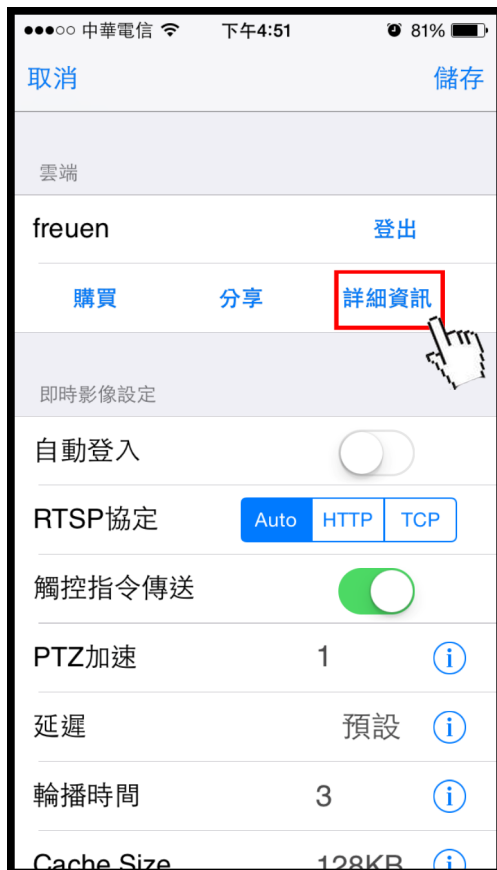 中華電信 下午4:51 81%
取消 儲存
雲端
freuen 登出
購買 分享 詳細資訊
即時影像設定
自動登入
RTSP協定 Auto HTTP TCP
觸控指令傳送
PTZ加速 1
延遲 預設
輪播時間 3
Cache Size 128KB